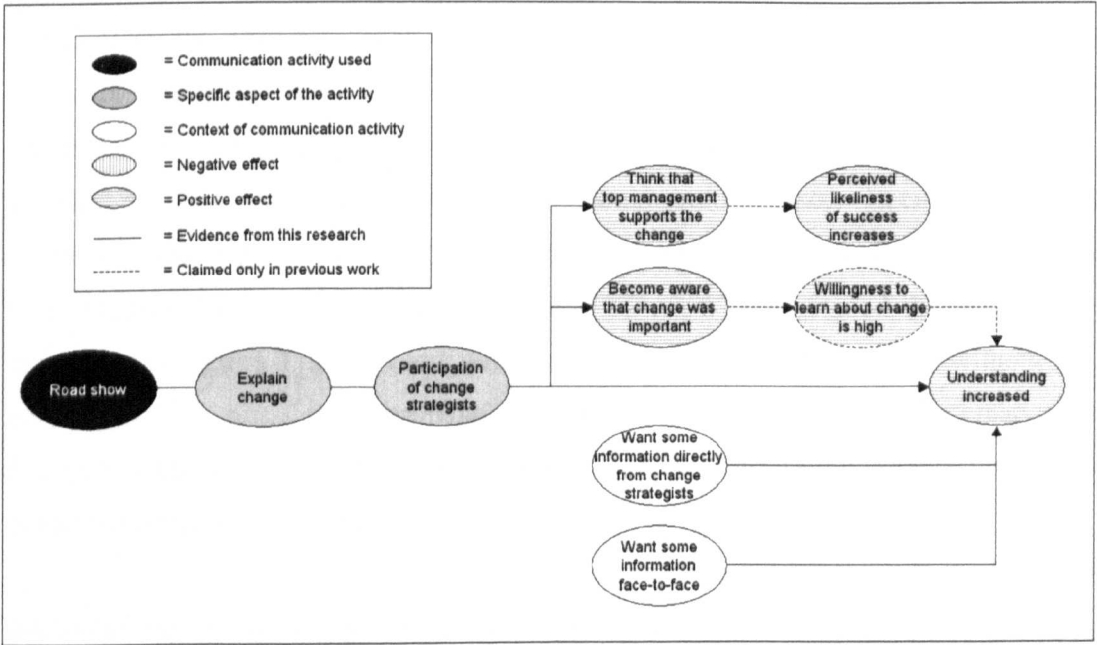 = Communication activity used
= Specific aspect of the activity
= Context of communication activity
= Negative effect
= Positive effect
= Evidence from this research
= Claimed only in previous work
Think that
top management
supports the
change
Perceived
likeliness
of success
increases
Become aware
that change was
important
Willingness to
learn about change
is high
Road show
Explain
change
Participation
of change
strategists
Understanding
increased
Want some
information directly
from change
strategists
Want some
information
face-to-face